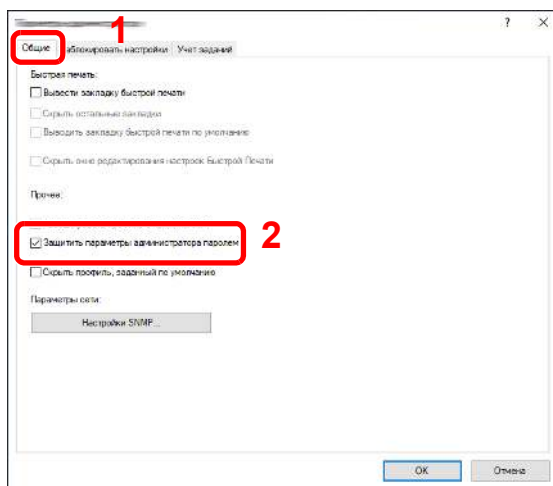 1
? ×
Общие аблокировать настройки Учет заданий
Быстрая печать:
Вывести закладку быстрой печати
Скрыть остальные закладки
Выводить закладку быстрой печати по умолчанию
Скрыть окно редактирования настроек Быстрой Печати
Прочее:
Защитить параметры администратора паролем
2
Скрыть профиль, заданный по умолчанию
Параметры сети:
Настройки SNMP...
OK Отмена